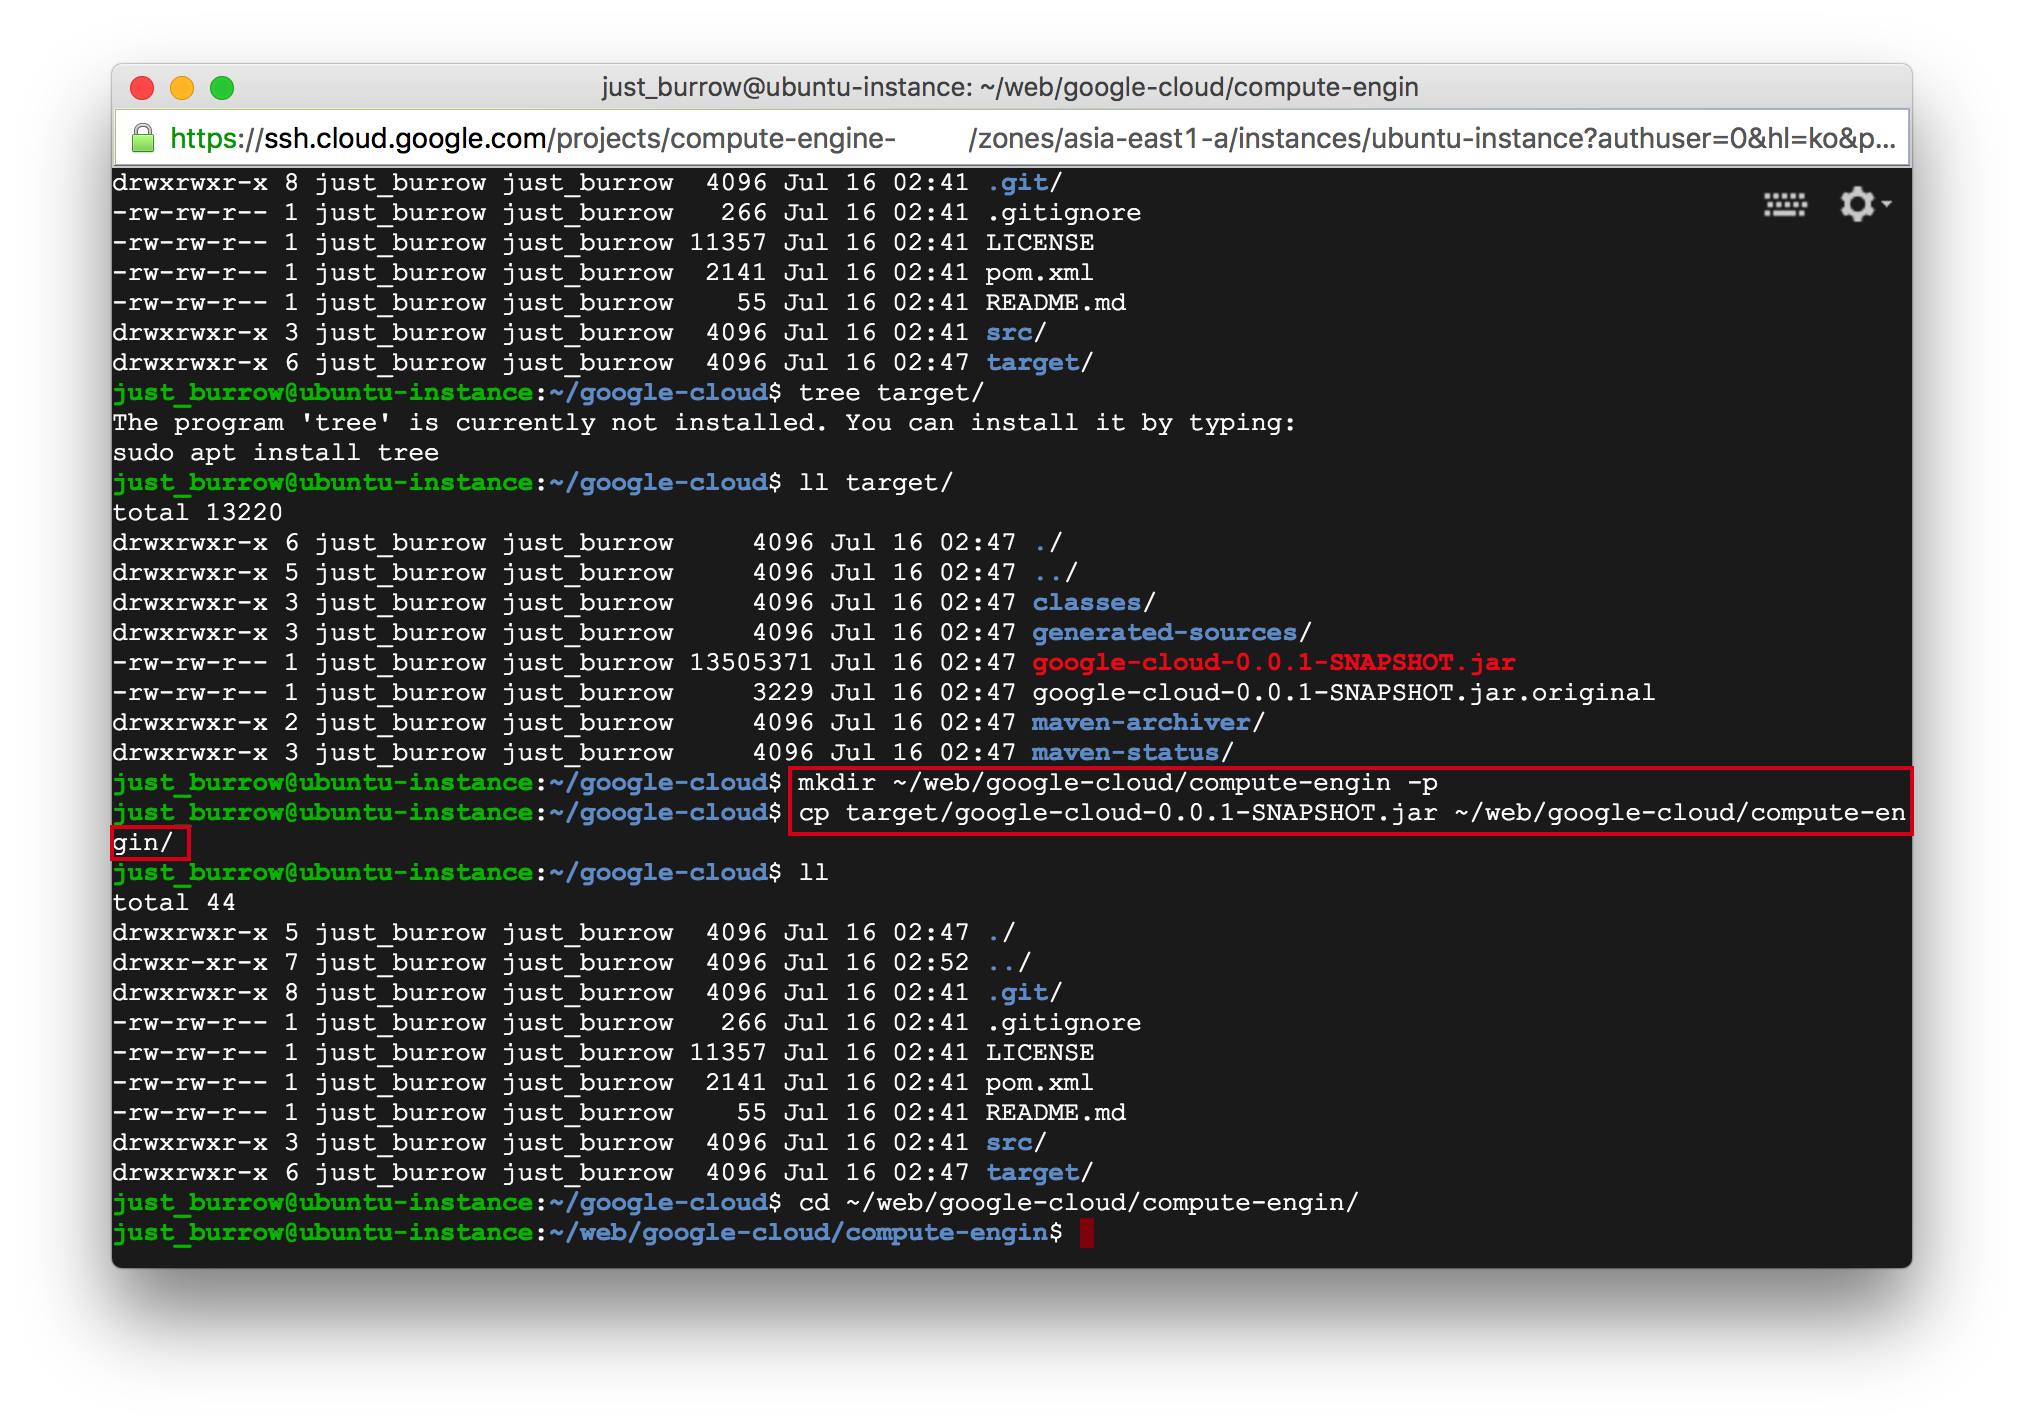 just_burrow@ubuntu-instance: ~/web/google-cloud/compute-engin
https://ssh.cloud.google.com/projects/compute-engine- /zones/asia-east1-a/instances/ubuntu-instance?authuser=0&hl=ko&p...
drwxrwxr-x 8 just_burrow just_burrow  4096 Jul 16 02:41 .git/
-rw-rw-r-- 1 just_burrow just_burrow   266 Jul 16 02:41 .gitignore
-rw-rw-r-- 1 just_burrow just_burrow 11357 Jul 16 02:41 LICENSE
-rw-rw-r-- 1 just_burrow just_burrow  2141 Jul 16 02:41 pom.xml
-rw-rw-r-- 1 just_burrow just_burrow    55 Jul 16 02:41 README.md
drwxrwxr-x 3 just_burrow just_burrow  4096 Jul 16 02:41 src/
drwxrwxr-x 6 just_burrow just_burrow  4096 Jul 16 02:47 target/
just_burrow@ubuntu-instance:~/google-cloud$ tree target/
The program 'tree' is currently not installed. You can install it by typing:
sudo apt install tree
just_burrow@ubuntu-instance:~/google-cloud$ ll target/
total 13220
drwxrwxr-x 6 just_burrow just_burrow     4096 Jul 16 02:47 ./
drwxrwxr-x 5 just_burrow just_burrow     4096 Jul 16 02:47 ../
drwxrwxr-x 3 just_burrow just_burrow     4096 Jul 16 02:47 classes/
drwxrwxr-x 3 just_burrow just_burrow     4096 Jul 16 02:47 generated-sources/
-rw-rw-r-- 1 just_burrow just_burrow 13505371 Jul 16 02:47 google-cloud-0.0.1-SNAPSHOT.jar
-rw-rw-r-- 1 just_burrow just_burrow     3229 Jul 16 02:47 google-cloud-0.0.1-SNAPSHOT.jar.original
drwxrwxr-x 2 just_burrow just_burrow     4096 Jul 16 02:47 maven-archiver/
drwxrwxr-x 3 just_burrow just_burrow     4096 Jul 16 02:47 maven-status/
just_burrow@ubuntu-instance:~/google-cloud$ mkdir ~/web/google-cloud/compute-engin -p
just_burrow@ubuntu-instance:~/google-cloud$ cp target/google-cloud-0.0.1-SNAPSHOT.jar ~/web/google-cloud/compute-en
gin/
just_burrow@ubuntu-instance:~/google-cloud$ ll
total 44
drwxrwxr-x 5 just_burrow just_burrow  4096 Jul 16 02:47 ./
drwxr-xr-x 7 just_burrow just_burrow  4096 Jul 16 02:52 ../
drwxrwxr-x 8 just_burrow just_burrow  4096 Jul 16 02:41 .git/
-rw-rw-r-- 1 just_burrow just_burrow   266 Jul 16 02:41 .gitignore
-rw-rw-r-- 1 just_burrow just_burrow 11357 Jul 16 02:41 LICENSE
-rw-rw-r-- 1 just_burrow just_burrow  2141 Jul 16 02:41 pom.xml
-rw-rw-r-- 1 just_burrow just_burrow    55 Jul 16 02:41 README.md
drwxrwxr-x 3 just_burrow just_burrow  4096 Jul 16 02:41 src/
drwxrwxr-x 6 just_burrow just_burrow  4096 Jul 16 02:47 target/
just_burrow@ubuntu-instance:~/google-cloud$ cd ~/web/google-cloud/compute-engin/
just_burrow@ubuntu-instance:~/web/google-cloud/compute-engin$